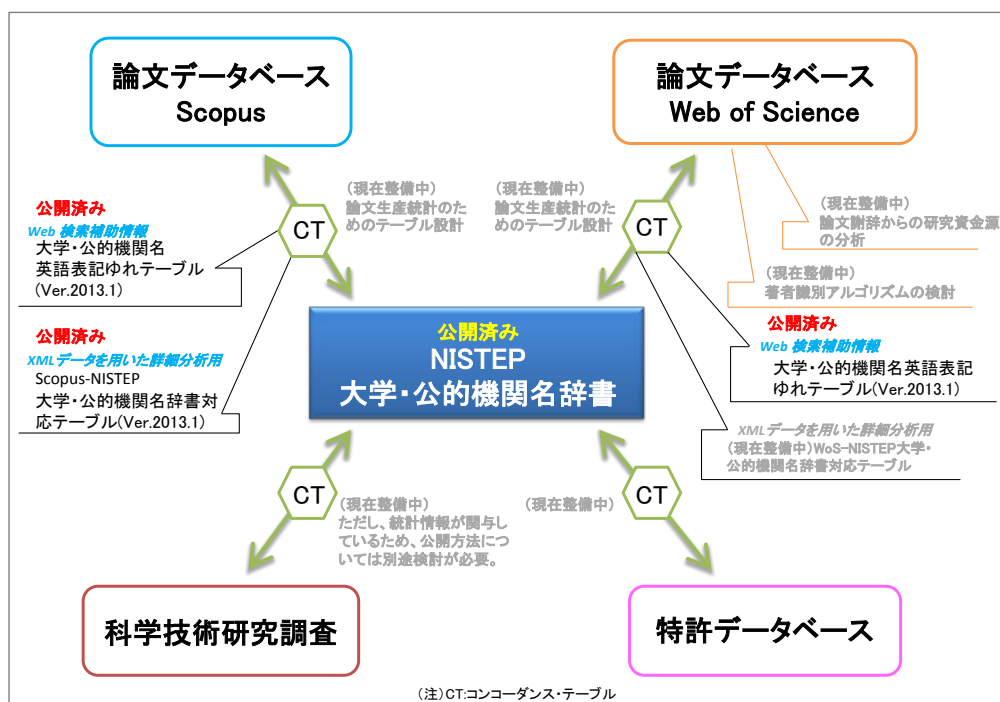 論文データベース
Scopus
論文データベース
Web of Science
(現在整備中)
論文生産統計のた
めのテーブル設計
(現在整備中)
論文生産統計のた
めのテーブル設計
CT
CT
公開済み
Web 検索補助情報
大学・公的機関名
英語表記ゆれテーブル
(Ver.2013.1)
(現在整備中)
論文謝辞からの研究資金源
の分析
(現在整備中)
著者識別アルゴリズムの検討
公開済み
XMLデータを用いた詳細分析用
Scopus-NISTEP
大学・公的機関名辞書対
応テーブル(Ver.2013.1)
公開済み
NISTEP
大学・公的機関名辞書
公開済み
Web 検索補助情報
大学・公的機関名英語表記
ゆれテーブル(Ver.2013.1)
XMLデータを用いた詳細分析用
(現在整備中)WoS-NISTEP大学・
公的機関名辞書対応テーブル
CT
(現在整備中)
ただし、統計情報が関与し
ているため、公開方法につ
いては別途検討が必要。
(現在整備中)
CT
科学技術研究調査
特許データベース
(注)CT:コンコーダンス・テーブル